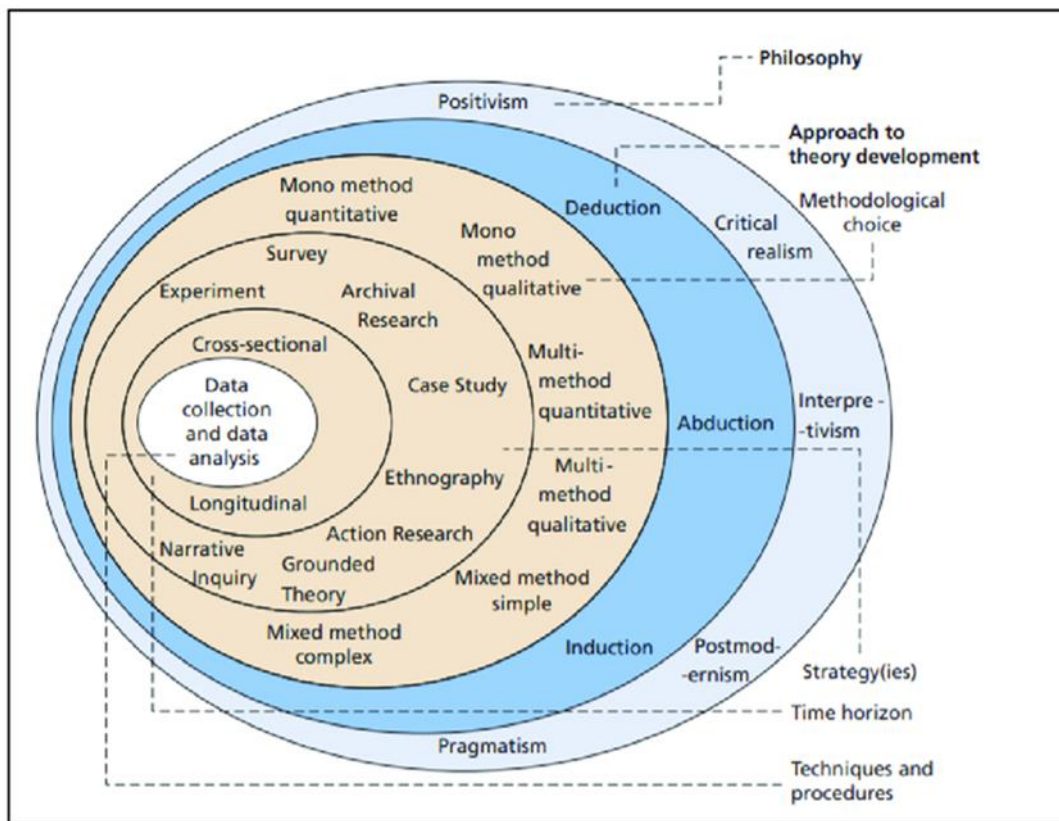 Philosophy
Positivism
Approach to
theory development
Mono method
quantitative
Deduction
Methodological
choice
Mono
method
qualitative
Critical
realism
Survey
Experiment
Archival
Research
Cross-sectional
Multi-
method
quantitative
Data
collection
and data
analysis
Case Study
Abduction
Interpre -
-tivism
Ethnography
Multi-
method
qualitative
Longitudinal
Action Research
Narrative
Inquiry
Grounded
Theory
Mixed method
simple
Mixed method
complex
Induction
Postmod-
-ernism
Strategy(ies)
Time horizon
Pragmatism
Techniques and
procedures